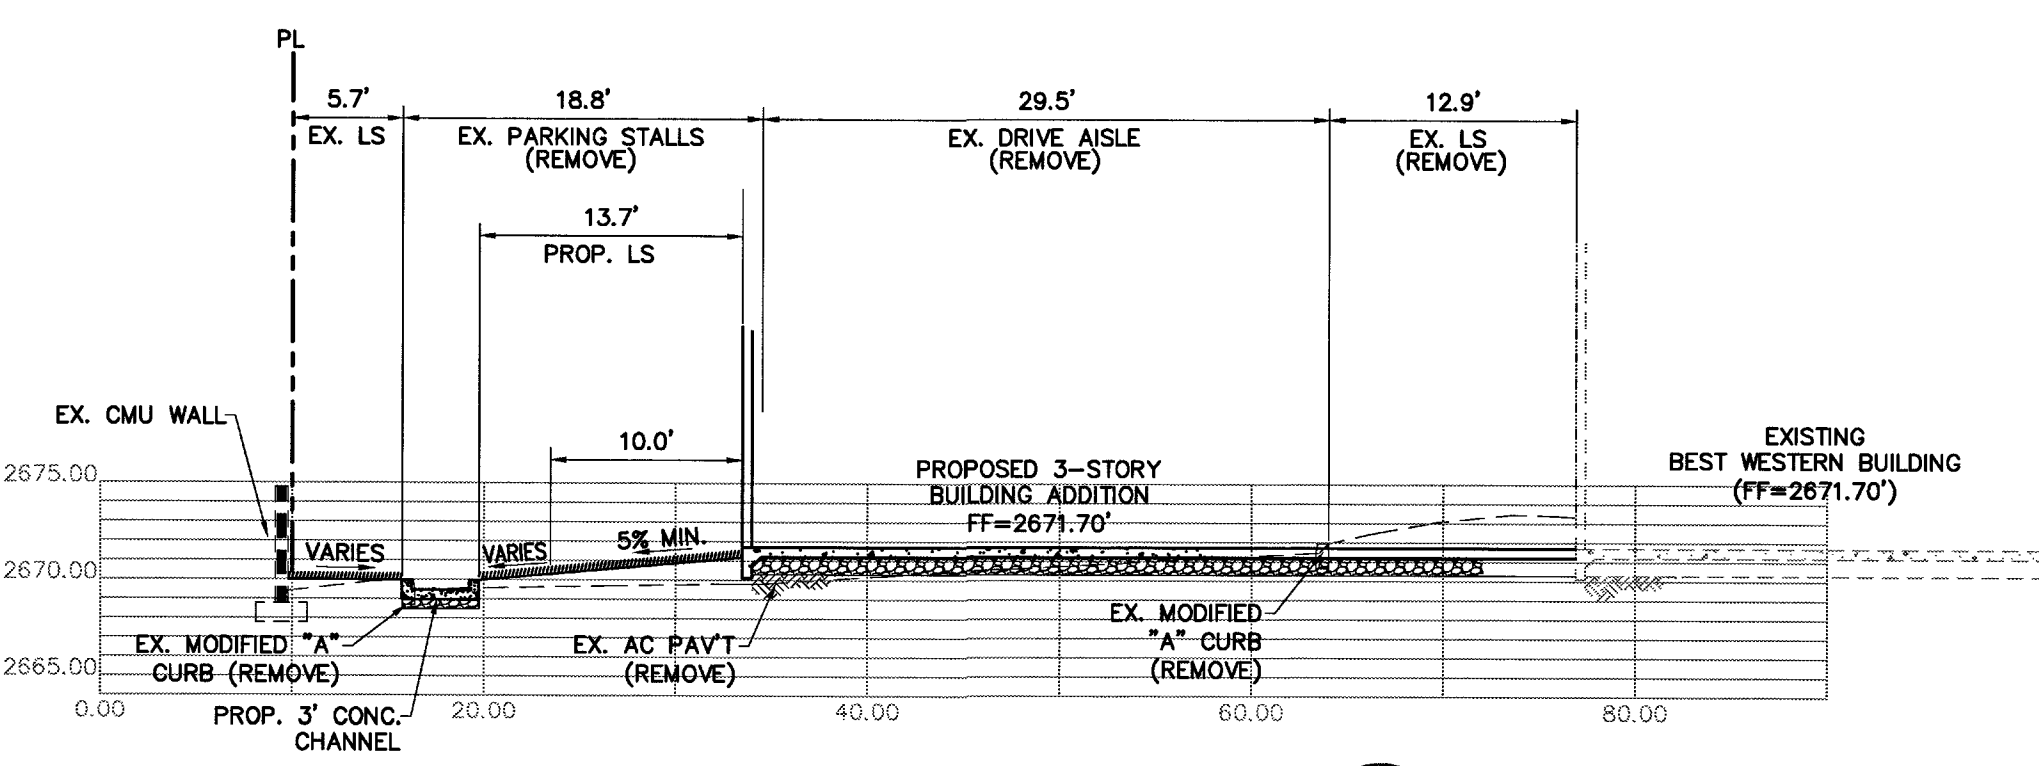 PL
5.7'
18.8'
29.5'
12.9'
EX. LS
EX. PARKING STALLS
(REMOVE)
EX. DRIVE AISLE
(REMOVE)
EX. LS
(REMOVE)
13.7'
PROP. LS
EX. CMU WALL
10.0'
PROPOSED 3-STORY
BUILDING ADDITION
FF=2671.70'
EXISTING
BEST WESTERN BUILDING
(FF=2671.70')
2675.00
VARIES
VARIES
5% MIN.
2670.00
EX. MODIFIED "A"
CURB (REMOVE)
EX. AC PAV'T
(REMOVE)
EX. MODIFIED
"A" CURB
(REMOVE)
2665.00
0.00
PROP. 3' CONC.
CHANNEL
20.00
40.00
60.00
80.00